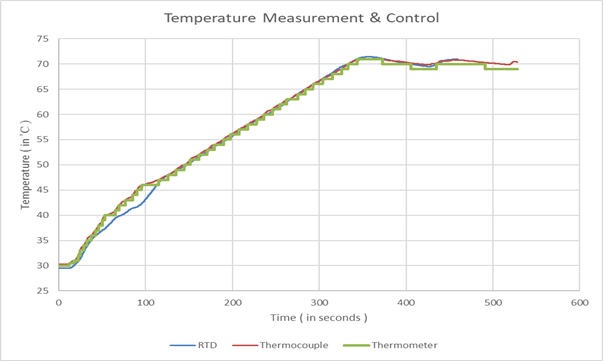 Temperature Measurement & Control
Temperature ( in ℃ )
75
70
65
60
55
50
45
40
35
30
25
0 100 200 300 400 500 600
Time ( in seconds )
RTD Thermocouple Thermometer